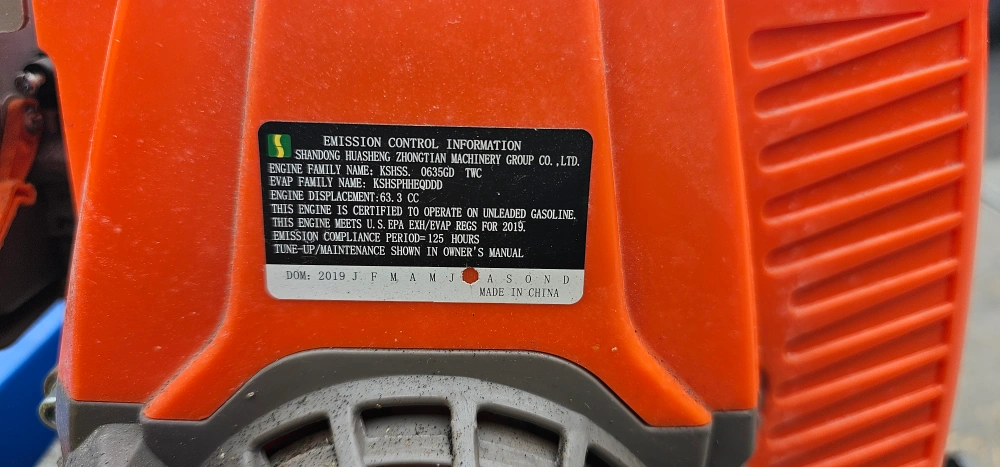 EMISSION CONTROL INFORMATION
SHANDONG HUASHENG ZHONGTIAN MACHINERY GROUP CO.,LTD.
ENGINE FAMILY NAME: KSHSS. 0635GD TWC
EVAP FAMILY NAME: KSHSPHHEQDDD
ENGINE DISPLACEMENT:63.3 CC
THIS ENGINE IS CERTIFIED TO OPERATE ON UNLEADED GASOLINE.
THIS ENGINE MEETS U.S.EPA EXH/EVAP REGS FOR 2019.
EMISSION COMPLIANCE PERIOD=125 HOURS
TUNE-UP/MAINTENANCE SHOWN IN OWNER'S MANUAL
DOM: 2019 J F M A M J A S O N D
MADE IN CHINA